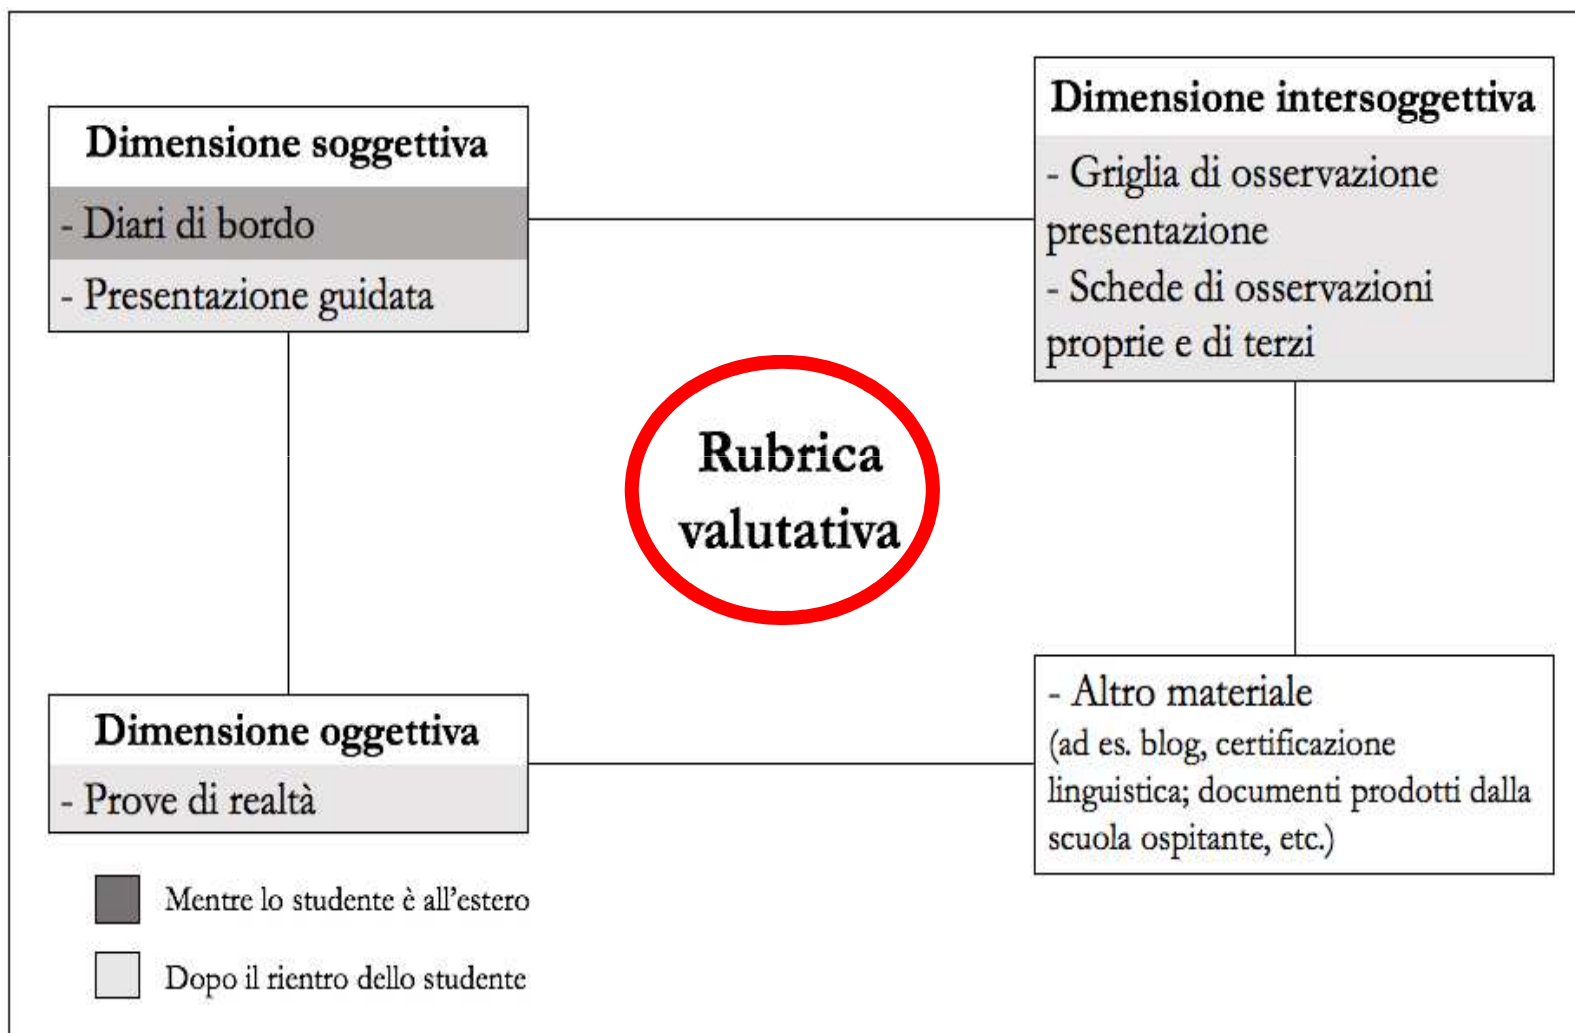 Dimensione soggettiva
- Diari di bordo
- Presentazione guidata
Dimensione intersoggettiva
- Griglia di osservazione
presentazione
- Schede di osservazioni
proprie e di terzi
Rubrica
valutativa
Dimensione oggettiva
- Prove di realtà
- Altro materiale
(ad es. blog, certificazione
linguistica; documenti prodotti dalla
scuola ospitante, etc.)
Mentre lo studente è all'estero
Dopo il rientro dello studente